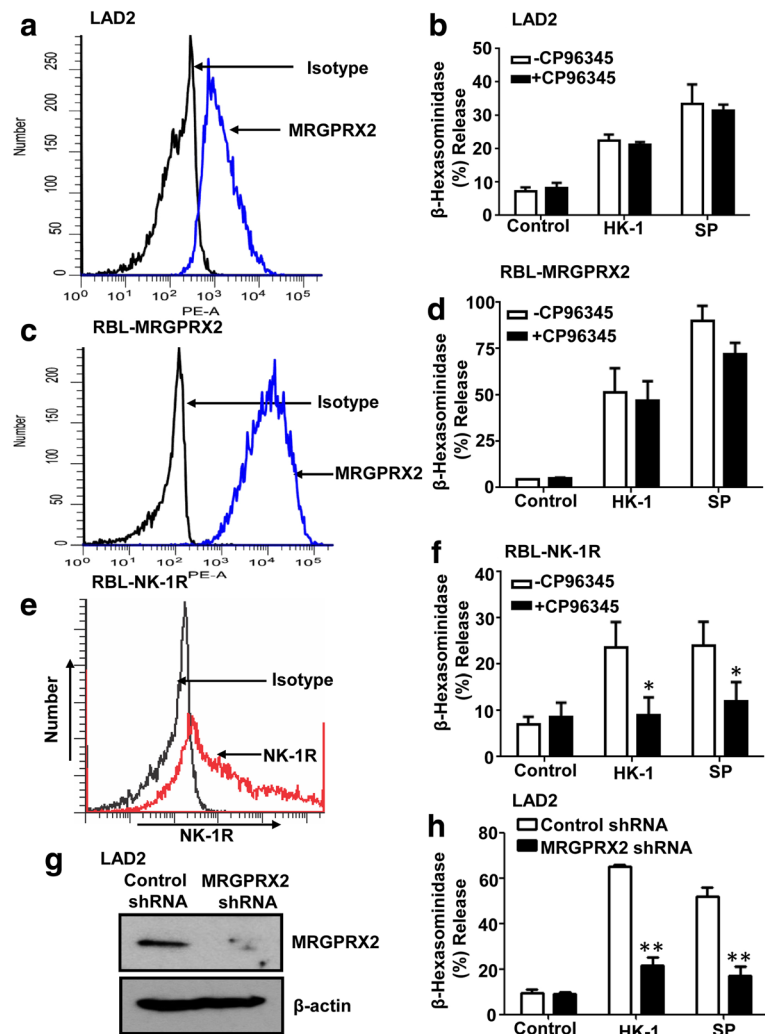 a
LAD2
250
200
150
100
50
0
Number
Isotype
MRGPRX2
10⁰ 10¹ 10² 10³ 10⁴ 10⁵
PE-A
b
LAD2
β-Hexasominidase
(%) Release
50
40
30
20
10
0
-CP96345
+CP96345
Control HK-1 SP
c
RBL-MRGPRX2
200
150
100
50
0
Number
Isotype
MRGPRX2
10⁰ 10¹ 10² 10³ 10⁴ 10⁵
PE-A
d
RBL-MRGPRX2
β-Hexasominidase
(%) Release
100
75
50
25
0
-CP96345
+CP96345
Control HK-1 SP
e
RBL-NK-1R
Number
Isotype
NK-1R
NK-1R
f
RBL-NK-1R
β-Hexasominidase
(%) Release
40
30
20
10
0
-CP96345
+CP96345
* *
Control HK-1 SP
g
LAD2
Control MRGPRX2
shRNA shRNA
MRGPRX2
β-actin
h
LAD2
β-Hexasominidase
(%) Release
80
60
40
20
0
Control shRNA
MRGPRX2 shRNA
** **
Control HK-1 SP